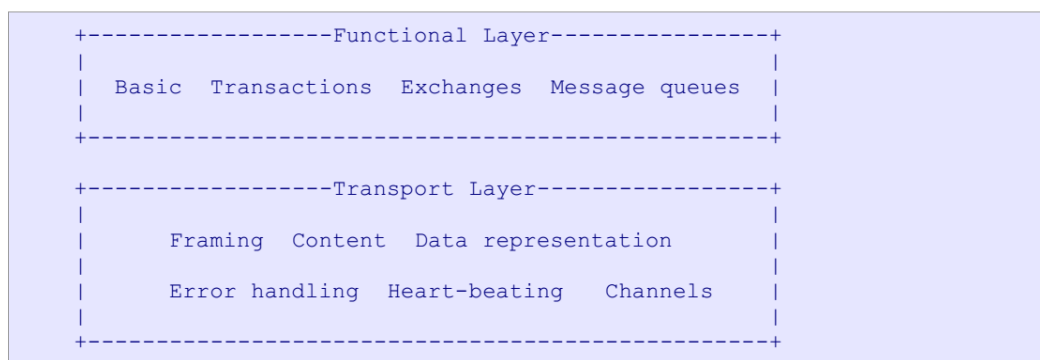 +------------------Functional Layer----------------+
|                                                  |
|  Basic  Transactions  Exchanges  Message queues  |
|                                                  |
+--------------------------------------------------+
+------------------Transport Layer-----------------+
|                                                  |
|      Framing  Content  Data representation       |
|                                                  |
|      Error handling  Heart-beating   Channels    |
|                                                  |
+--------------------------------------------------+